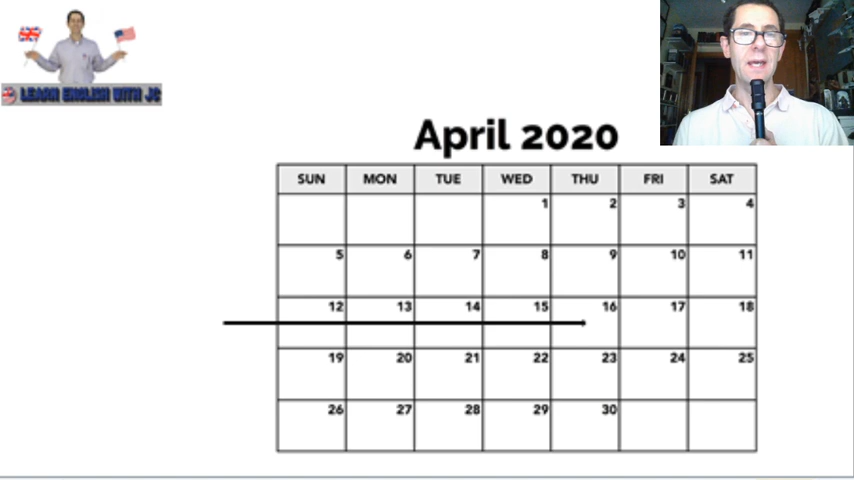 LEARN ENGLISH WITH JC
April 2020
SUN MON TUE WED THU FRI SAT
1 2 3 4
5 6 7 8 9 10 11
12 13 14 15 16 17 18
19 20 21 22 23 24 25
26 27 28 29 30